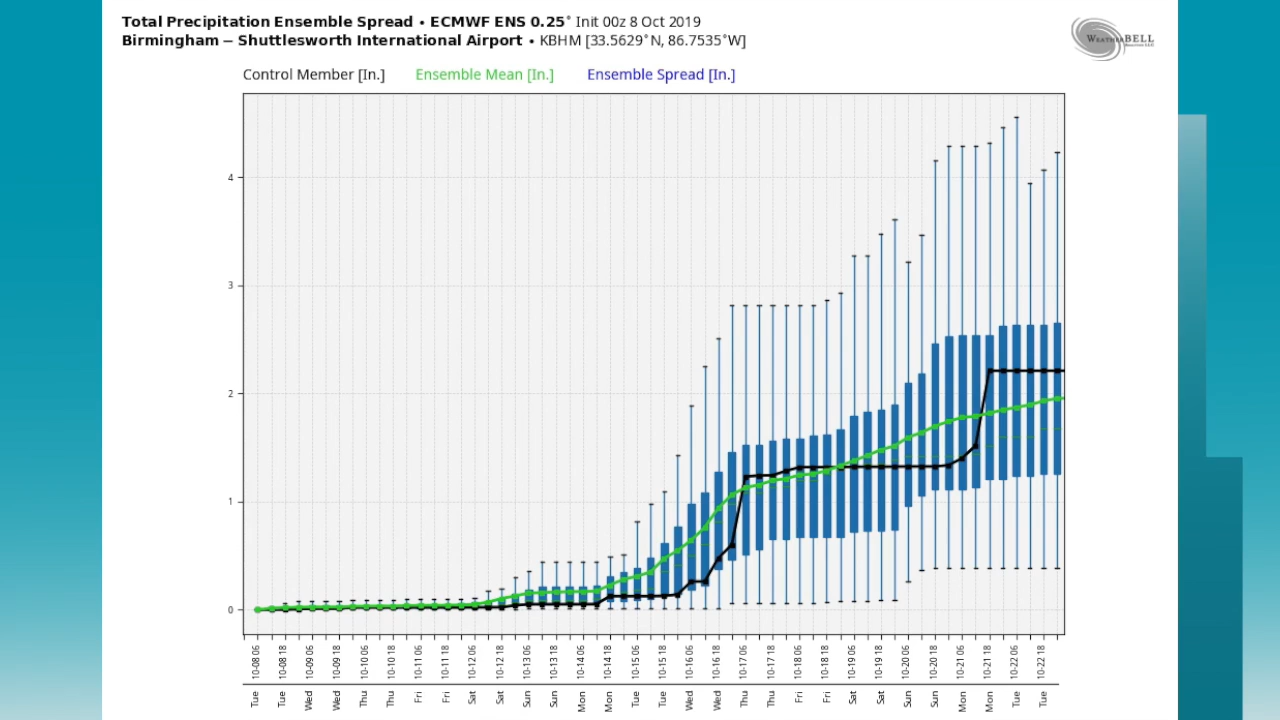 Total Precipitation Ensemble Spread • ECMWF ENS 0.25° Init 00z 8 Oct 2019
Birmingham – Shuttlesworth International Airport • KBHM [33.5629°N, 86.7535°W]
WEATHERBELL
Control Member [In.] Ensemble Mean [In.] Ensemble Spread [In.]
4
3
2
1
0
10-08 06 10-08 18 10-09 06 10-09 18 10-10 06 10-10 18 10-11 06 10-11 18 10-12 06 10-12 18 10-13 06 10-13 18 10-14 06 10-14 18 10-15 06 10-15 18 10-16 06 10-16 18 10-17 06 10-17 18 10-18 06 10-18 18 10-19 06 10-19 18 10-20 06 10-20 18 10-21 06 10-21 18 10-22 06 10-22 18
Tue Tue Wed Wed Thu Thu Fri Fri Sat Sat Sun Sun Mon Mon Tue Tue Wed Wed Thu Thu Fri Fri Sat Sat Sun Sun Mon Mon Tue Tue